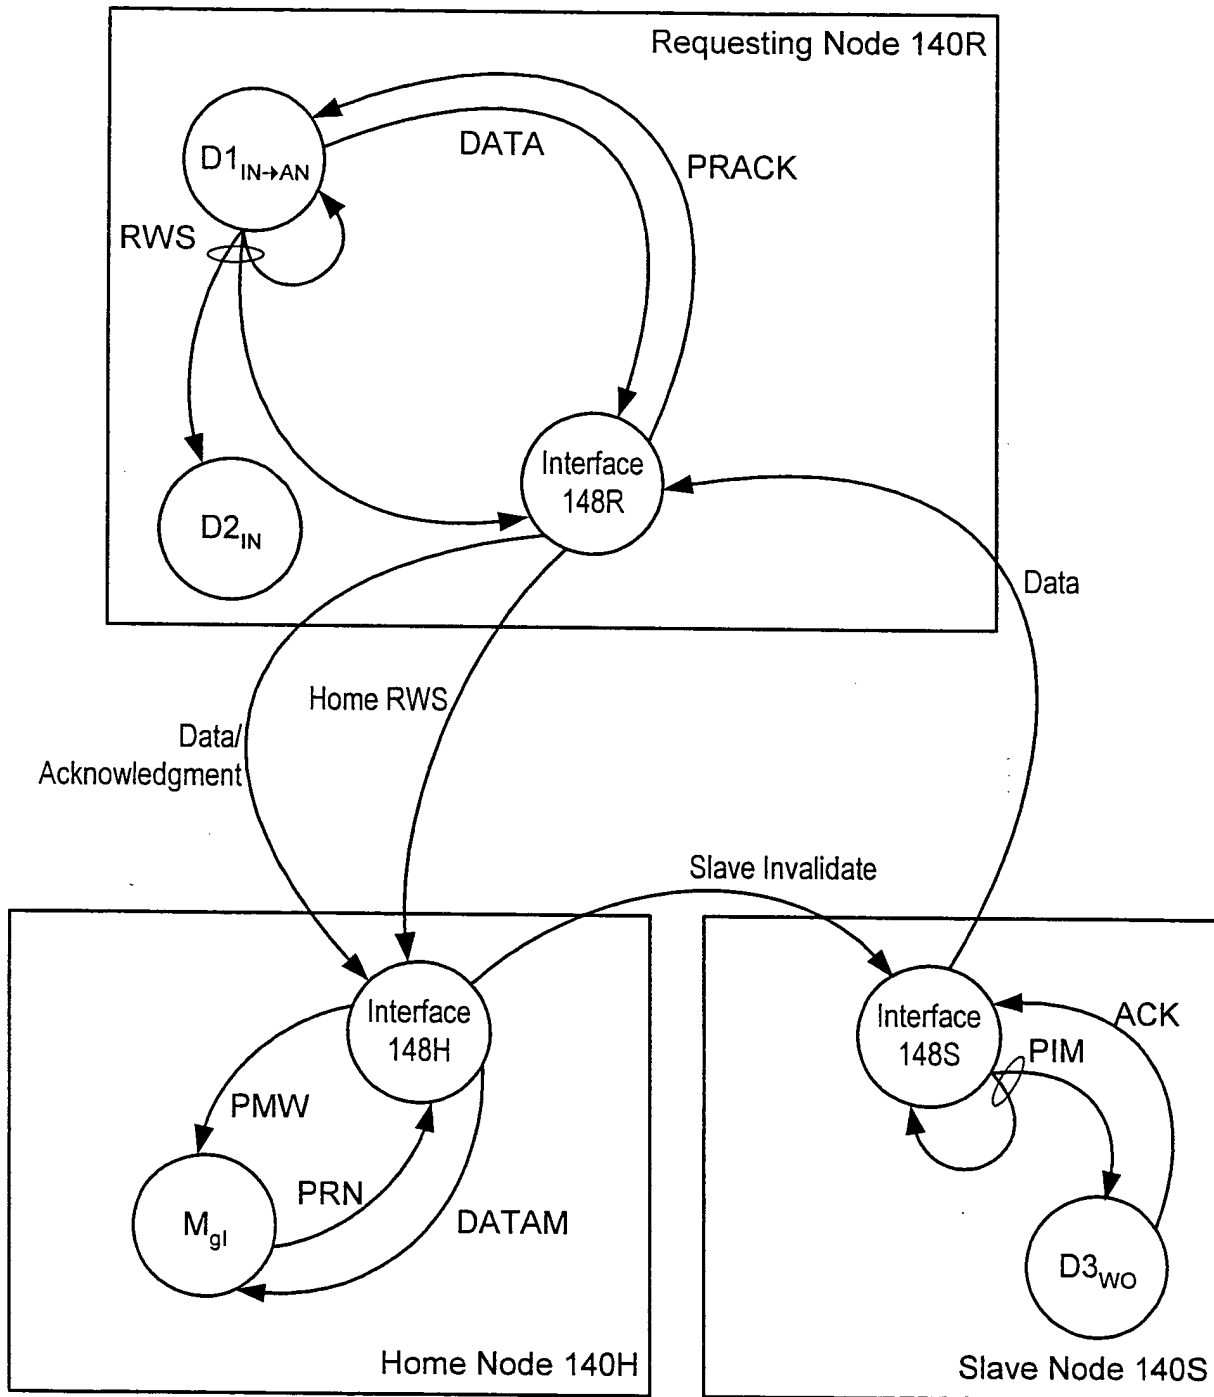 Requesting Node 140R
D1IN→AN
DATA
PRACK
RWS
Interface
148R
D2IN
Data
Home RWS
Data/
Acknowledgment
Slave Invalidate
Interface
148H
Interface
148S
ACK
PIM
PMW
PRN
DATAM
Mgl
D3WO
Home Node 140H
Slave Node 140S